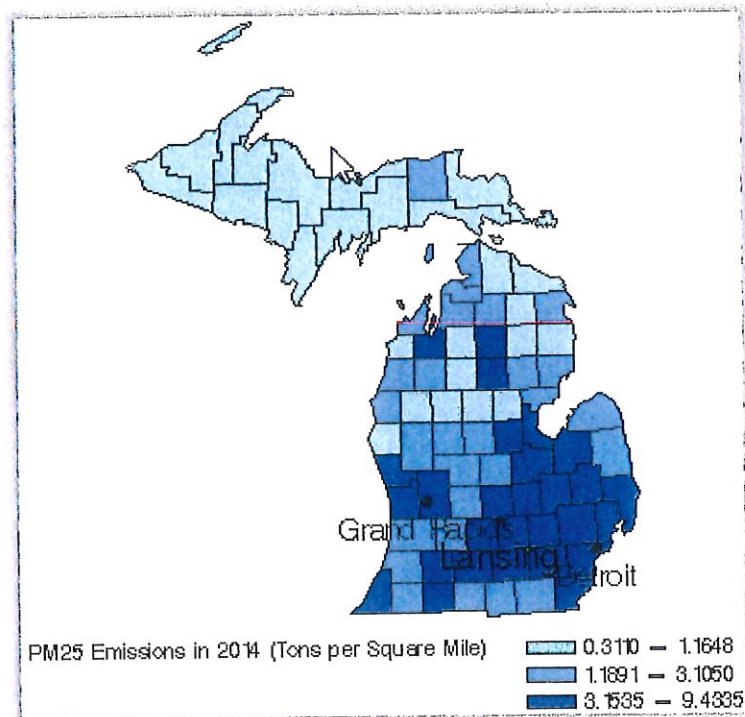 Grand Rapids
Lansing
Detroit
PM25 Emissions in 2014 (Tons per Square Mile)
0.3110 – 1.1648
1.1891 – 3.1050
3.1535 – 9.4335